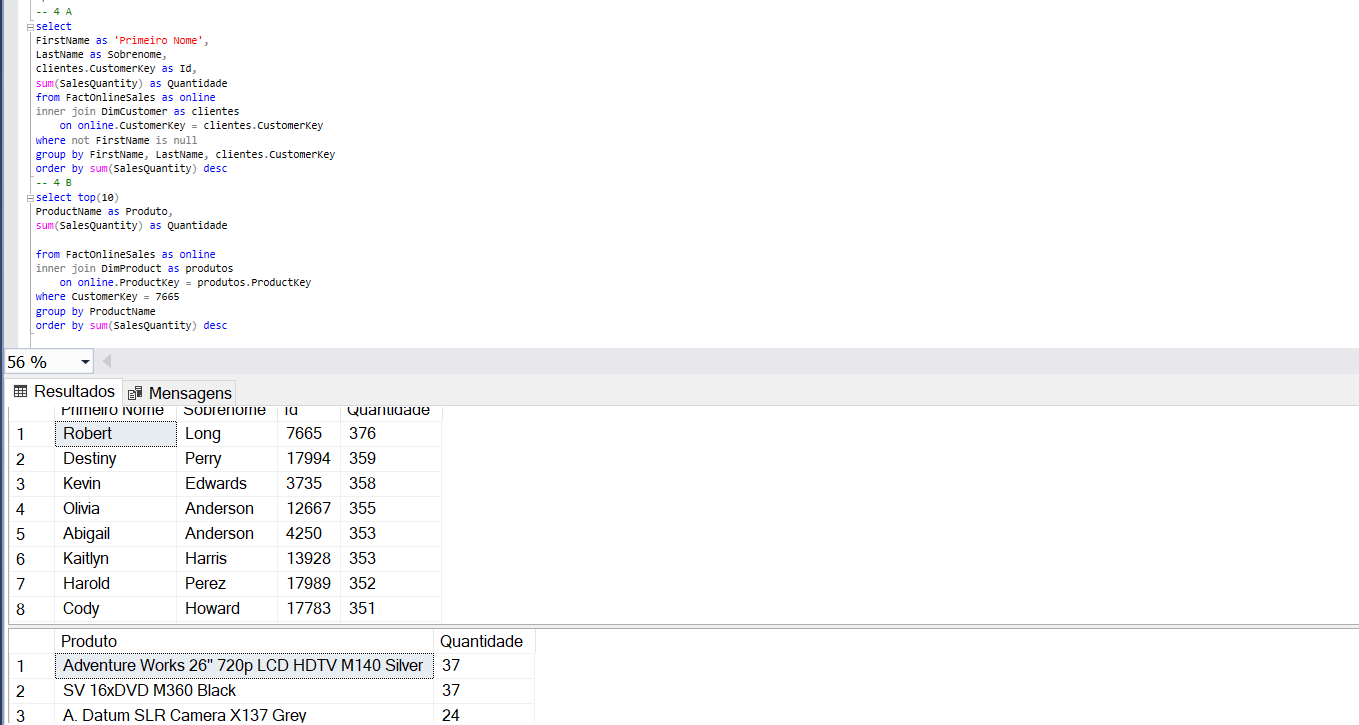 -- 4 A
select
FirstName as 'Primeiro Nome',
LastName as Sobrenome,
clientes.CustomerKey as Id,
sum(SalesQuantity) as Quantidade
from FactOnlineSales as online
inner join DimCustomer as clientes
    on online.CustomerKey = clientes.CustomerKey
where not FirstName is null
group by FirstName, LastName, clientes.CustomerKey
order by sum(SalesQuantity) desc
-- 4 B
select top(10)
ProductName as Produto,
sum(SalesQuantity) as Quantidade
from FactOnlineSales as online
inner join DimProduct as produtos
    on online.ProductKey = produtos.ProductKey
where CustomerKey = 7665
group by ProductName
order by sum(SalesQuantity) desc
56 %
Resultados Mensagens
Primeiro Nome Sobrenome Id Quantidade
1 Robert Long 7665 376
2 Destiny Perry 17994 359
3 Kevin Edwards 3735 358
4 Olivia Anderson 12667 355
5 Abigail Anderson 4250 353
6 Kaitlyn Harris 13928 353
7 Harold Perez 17989 352
8 Cody Howard 17783 351
Produto Quantidade
1 Adventure Works 26" 720p LCD HDTV M140 Silver 37
2 SV 16xDVD M360 Black 37
3 A. Datum SLR Camera X137 Grey 24